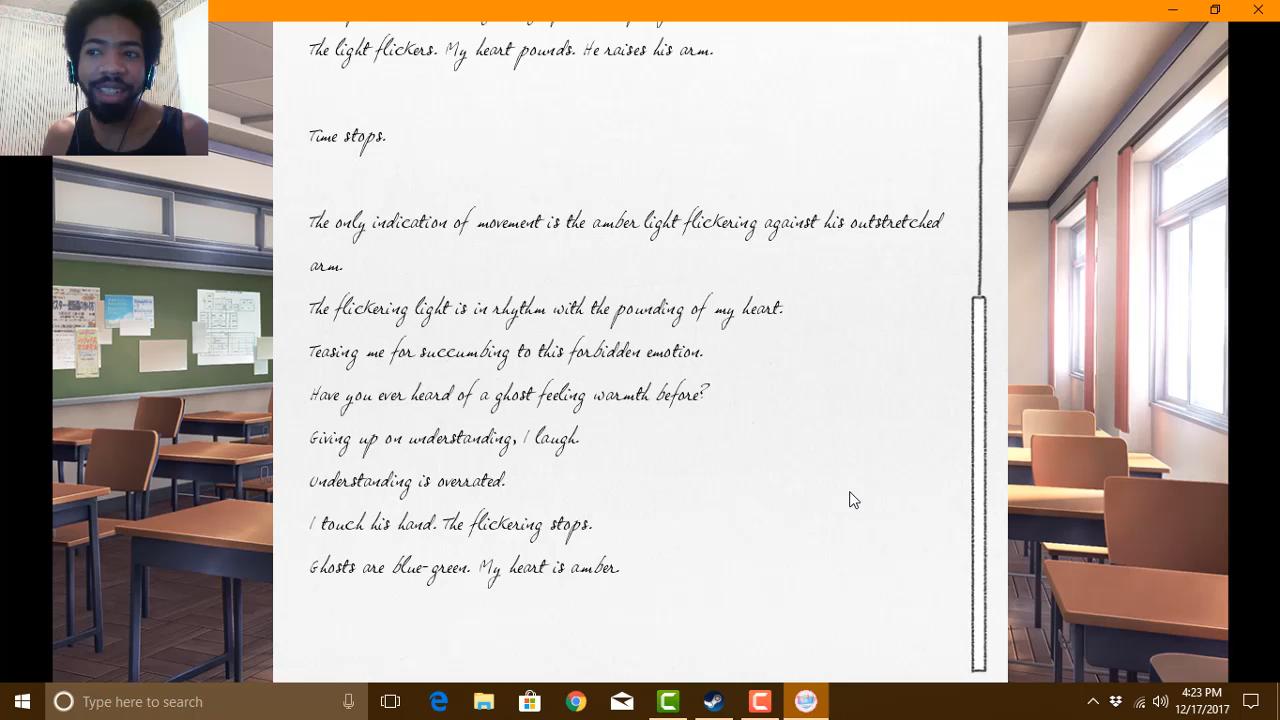 The light flickers. My heart pounds. He raises his arm.
Time stops.
The only indication of movement is the amber light flickering against his outstretched
arm.
The flickering light is in rhythm with the pounding of my heart.
Teasing me for succumbing to this forbidden emotion.
Have you ever heard of a ghost feeling warmth before?
Giving up on understanding, I laugh.
Understanding is overrated.
I touch his hand. The flickering stops.
Ghosts are blue-green. My heart is amber.
Type here to search
4:23 PM
12/17/2017